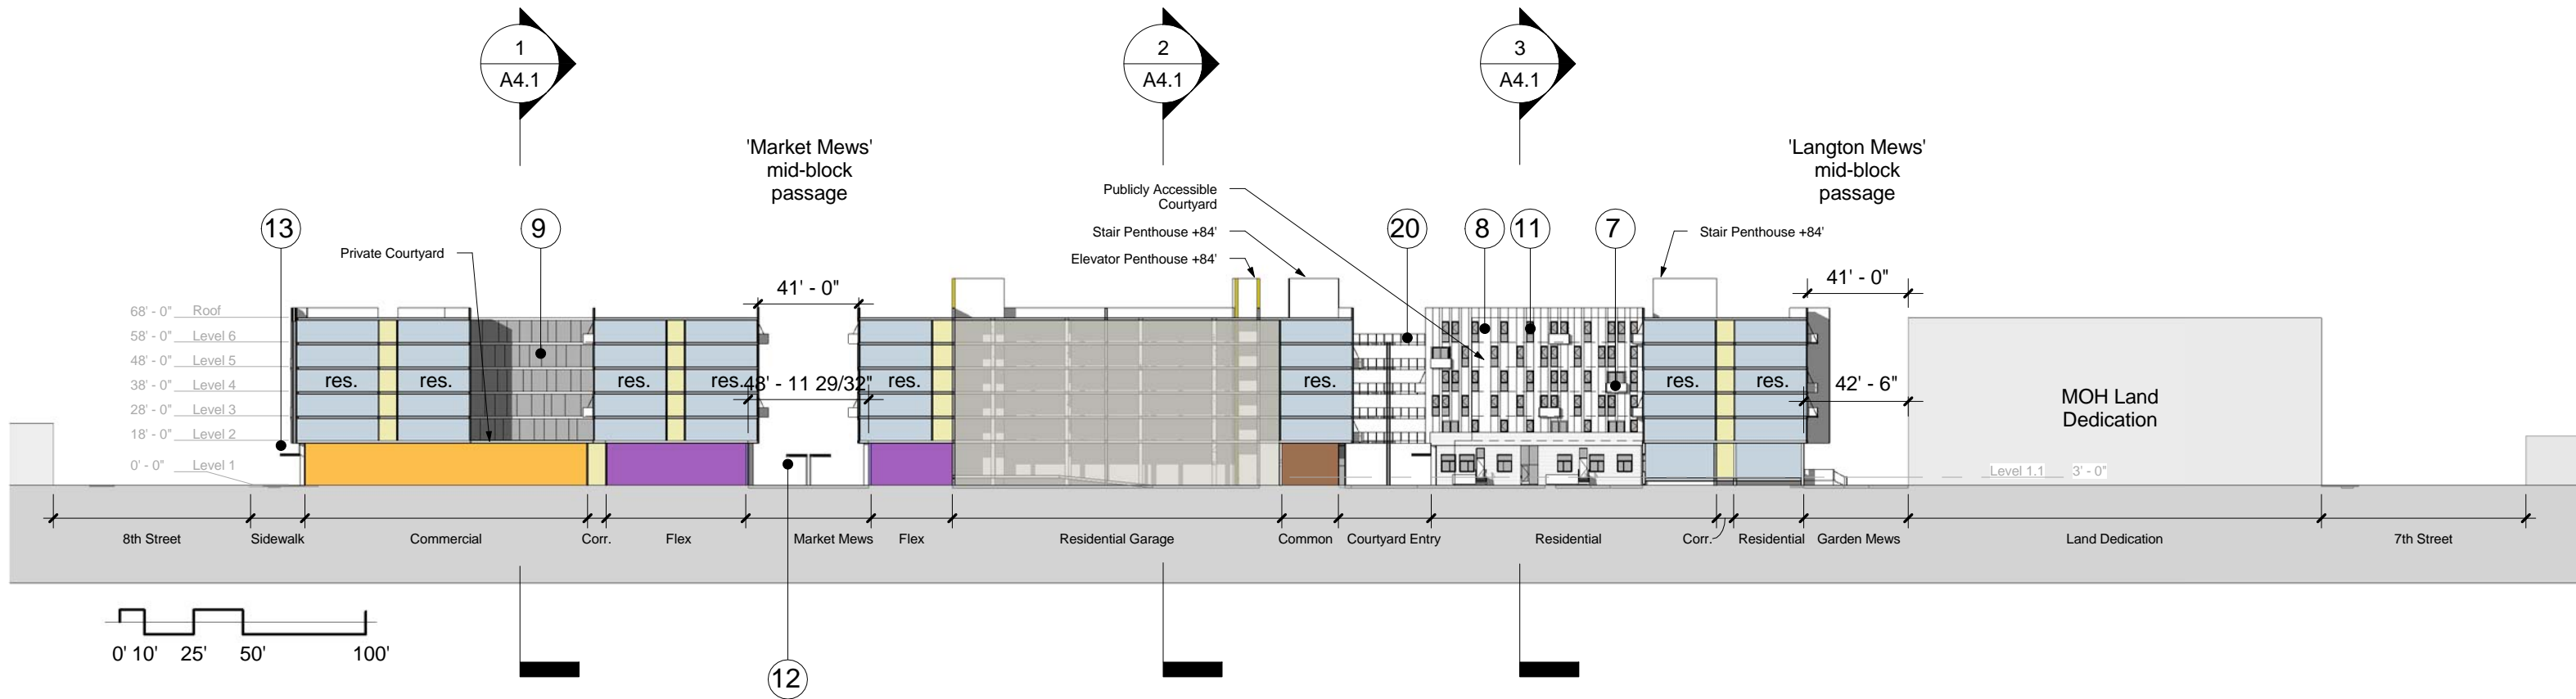 1
A4.1
2
A4.1
3
A4.1
'Market Mews'
mid-block
passage
'Langton Mews'
mid-block
passage
Publicly Accessible
Courtyard
Stair Penthouse +84'
Elevator Penthouse +84'
Stair Penthouse +84'
13
9
20
8
11
7
Private Courtyard
41' - 0"
41' - 0"
68' - 0" Roof
58' - 0" Level 6
48' - 0" Level 5
38' - 0" Level 4
28' - 0" Level 3
18' - 0" Level 2
0' - 0" Level 1
res. res. res. res. res. res. res. res.
48' - 11 29/32"
42' - 6"
MOH Land
Dedication
Level 1.1 3' - 0"
8th Street Sidewalk Commercial Corr. Flex Market Mews Flex Residential Garage Common Courtyard Entry Residential Corr. Residential Garden Mews Land Dedication 7th Street
0' 10' 25' 50' 100'
12